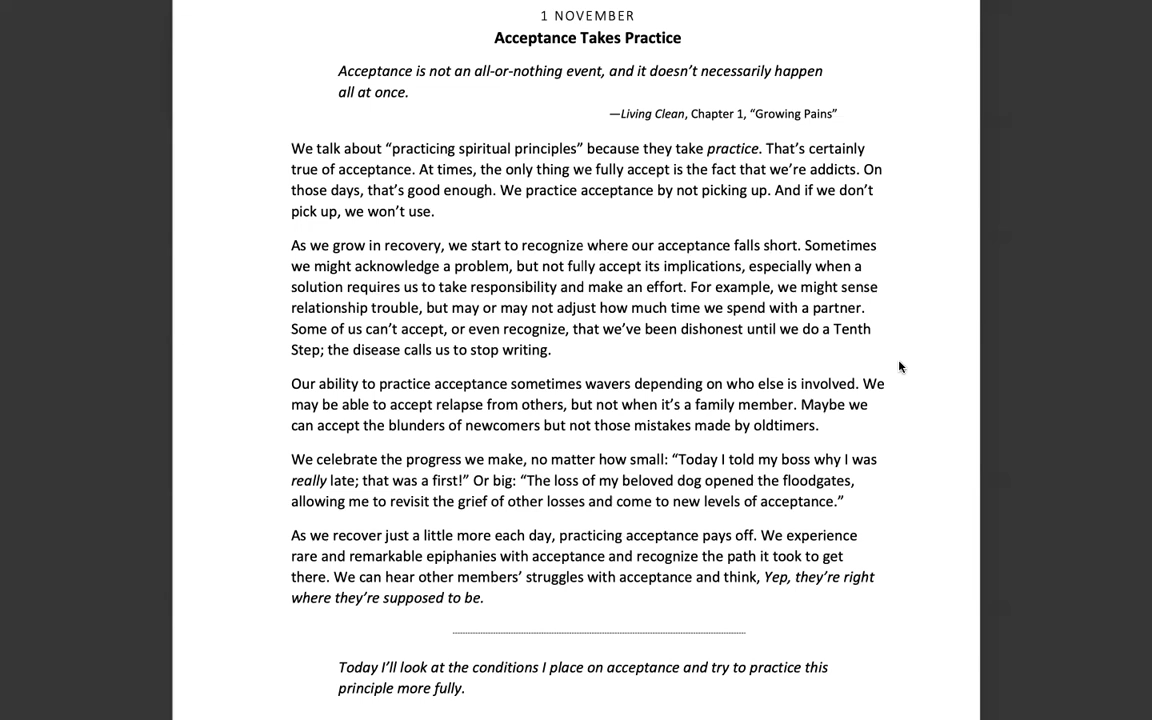 1 NOVEMBER
Acceptance Takes Practice
Acceptance is not an all-or-nothing event, and it doesn’t necessarily happen
all at once.
—Living Clean, Chapter 1, “Growing Pains”
We talk about “practicing spiritual principles” because they take practice. That’s certainly
true of acceptance. At times, the only thing we fully accept is the fact that we’re addicts. On
those days, that’s good enough. We practice acceptance by not picking up. And if we don’t
pick up, we won’t use.
As we grow in recovery, we start to recognize where our acceptance falls short. Sometimes
we might acknowledge a problem, but not fully accept its implications, especially when a
solution requires us to take responsibility and make an effort. For example, we might sense
relationship trouble, but may or may not adjust how much time we spend with a partner.
Some of us can’t accept, or even recognize, that we’ve been dishonest until we do a Tenth
Step; the disease calls us to stop writing.
Our ability to practice acceptance sometimes wavers depending on who else is involved. We
may be able to accept relapse from others, but not when it’s a family member. Maybe we
can accept the blunders of newcomers but not those mistakes made by oldtimers.
We celebrate the progress we make, no matter how small: “Today I told my boss why I was
really late; that was a first!” Or big: “The loss of my beloved dog opened the floodgates,
allowing me to revisit the grief of other losses and come to new levels of acceptance.”
As we recover just a little more each day, practicing acceptance pays off. We experience
rare and remarkable epiphanies with acceptance and recognize the path it took to get
there. We can hear other members’ struggles with acceptance and think, Yep, they’re right
where they’re supposed to be.
Today I’ll look at the conditions I place on acceptance and try to practice this
principle more fully.